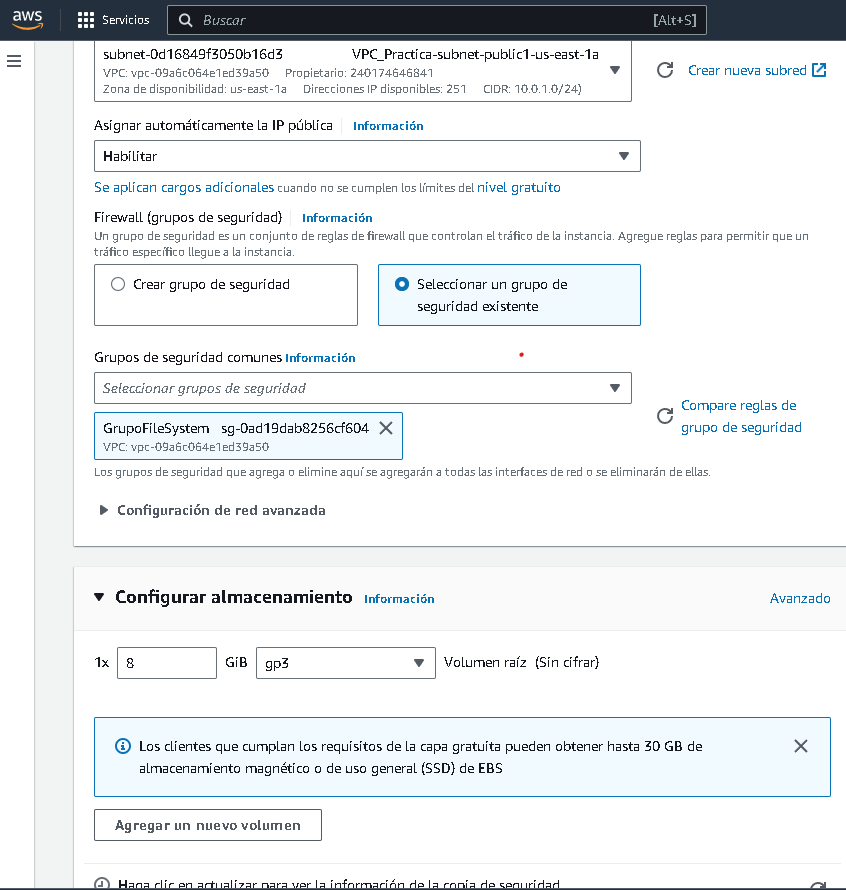 aws
Servicios
Buscar [Alt+S]
subnet-0d16849f3050b16d3 VPC_Practica-subnet-public1-us-east-1a
VPC: vpc-09a6c064e1ed39a50 Propietario: 240174646841
Zona de disponibilidad: us-east-1a Direcciones IP disponibles: 251 CIDR: 10.0.1.0/24)
Crear nueva subred
Asignar automáticamente la IP pública Información
Habilitar
Se aplican cargos adicionales cuando no se cumplen los límites del nivel gratuito
Firewall (grupos de seguridad) Información
Un grupo de seguridad es un conjunto de reglas de firewall que controlan el tráfico de la instancia. Agregue reglas para permitir que un
tráfico específico llegue a la instancia.
Crear grupo de seguridad
Seleccionar un grupo de
seguridad existente
Grupos de seguridad comunes Información
Seleccionar grupos de seguridad
GrupoFileSystem sg-0ad19dab8256cf604
VPC: vpc-09a6c064e1ed39a50
Compare reglas de
grupo de seguridad
Los grupos de seguridad que agrega o elimine aquí se agregarán a todas las interfaces de red o se eliminarán de ellas.
Configuración de red avanzada
Configurar almacenamiento Información
Avanzado
1x 8 GiB gp3 Volumen raíz (Sin cifrar)
Los clientes que cumplan los requisitos de la capa gratuita pueden obtener hasta 30 GB de
almacenamiento magnético o de uso general (SSD) de EBS
Agregar un nuevo volumen
Haga clic en actualizar para ver la información de la copia de seguridad